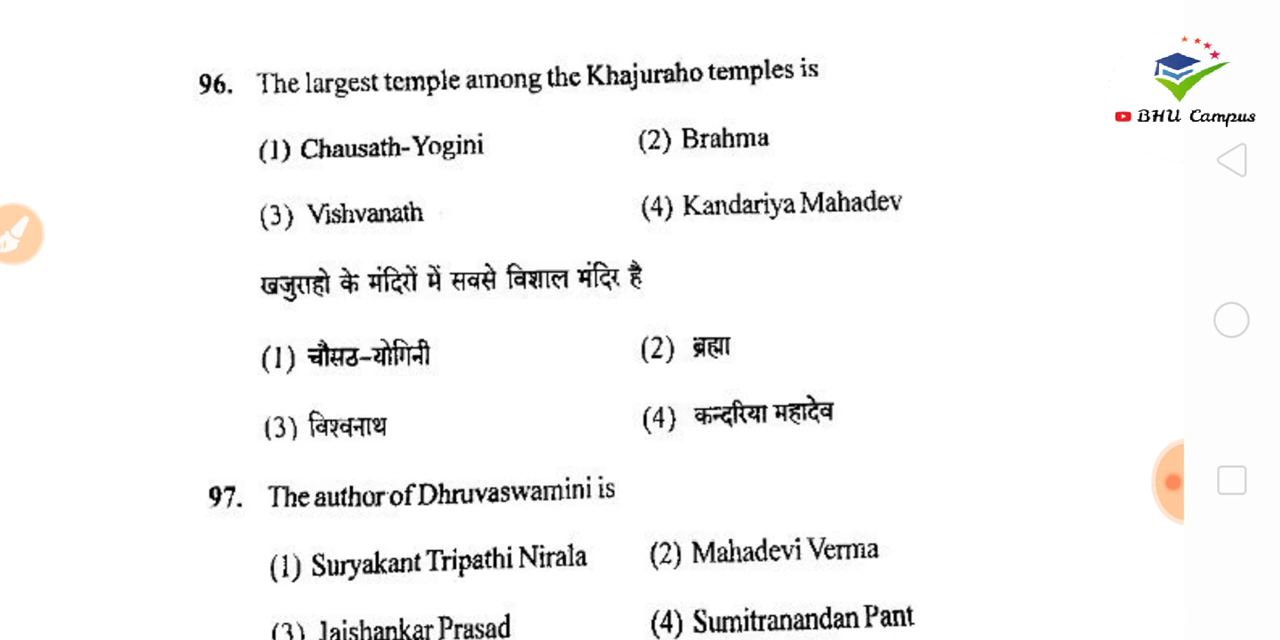 BHU Campus
96. The largest temple among the Khajuraho temples is
(1) Chausath-Yogini (2) Brahma
(3) Vishvanath (4) Kandariya Mahadev
खजुराहो के मंदिरों में सबसे विशाल मंदिर है
(1) चौसठ-योगिनी (2) ब्रह्मा
(3) विश्वनाथ (4) कन्दरिया महादेव
97. The author of Dhruvaswamini is
(1) Suryakant Tripathi Nirala (2) Mahadevi Verma
(3) Jaishankar Prasad (4) Sumitranandan Pant